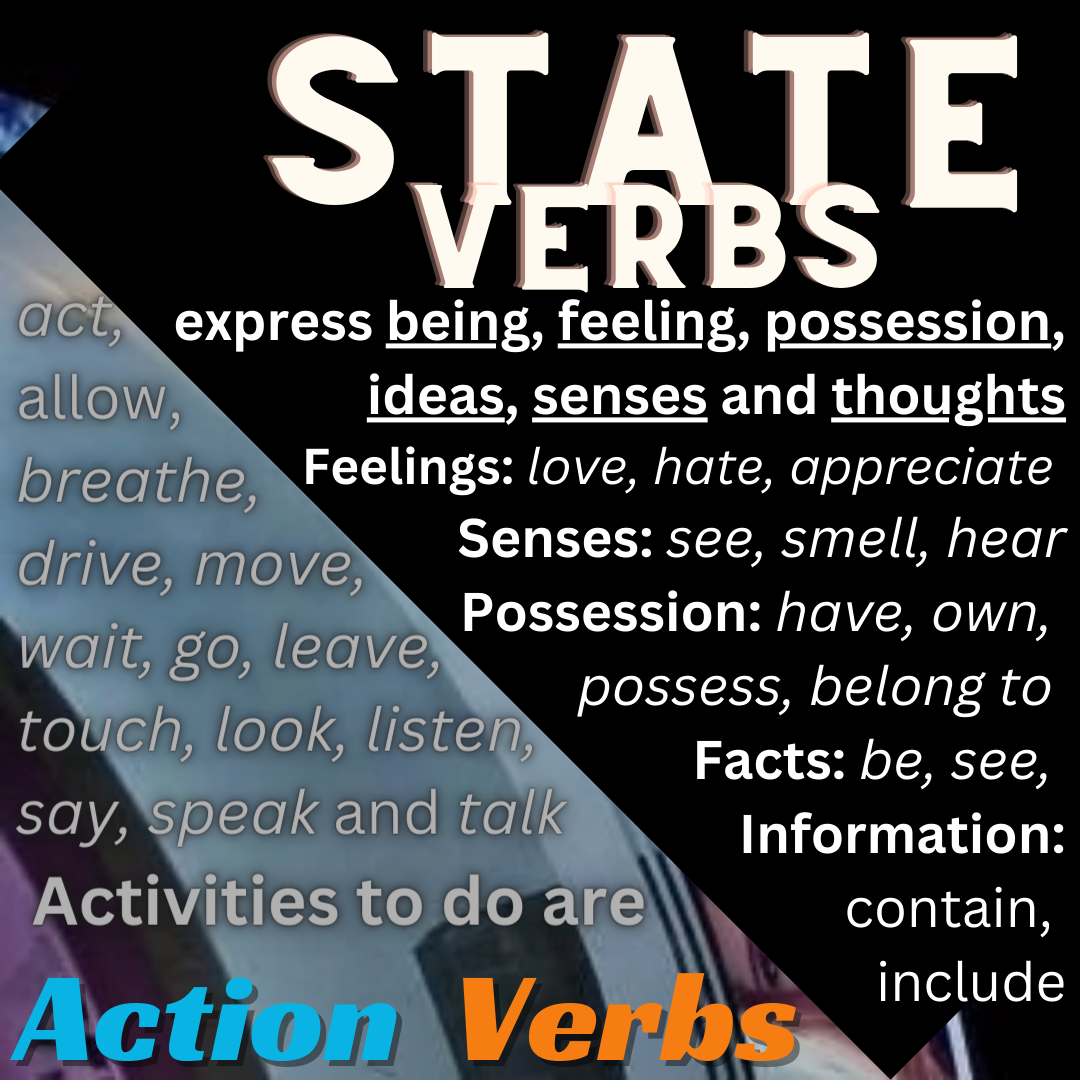 STATE
VERBS
express being, feeling, possession,
ideas, senses and thoughts
Feelings: love, hate, appreciate
Senses: see, smell, hear
Possession: have, own,
possess, belong to
Facts: be, see,
Information:
contain,
include
act,
allow,
breathe,
drive, move,
wait, go, leave,
touch, look, listen,
say, speak and talk
Activities to do are
Action Verbs